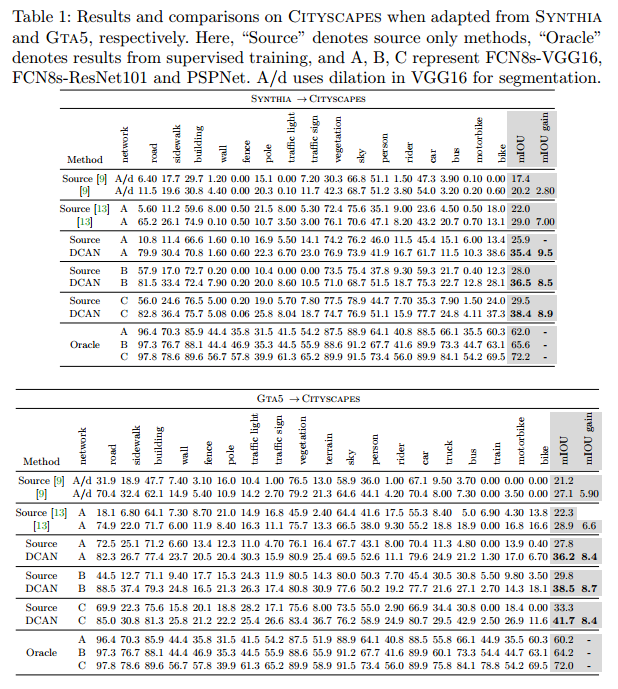 Table 1: Results and comparisons on CITYSCAPES when adapted from SYNTHIA
and GTA5, respectively. Here, “Source” denotes source only methods, “Oracle”
denotes results from supervised training, and A, B, C represent FCN8s-VGG16,
FCN8s-ResNet101 and PSPNet. A/d uses dilation in VGG16 for segmentation.
SYNTHIA → CITYSCAPES
Method network road sidewalk building wall fence pole traffic light traffic sign vegetation sky person rider car bus motorbike bike mIOU mIOU gain
Source [9] A/d 6.40 17.7 29.7 1.20 0.00 15.1 0.00 7.20 30.3 66.8 51.1 1.50 47.3 3.90 0.10 0.00 17.4
[9] A/d 11.5 19.6 30.8 4.40 0.00 20.3 0.10 11.7 42.3 68.7 51.2 3.80 54.0 3.20 0.20 0.60 20.2 2.80
Source [13] A 5.60 11.2 59.6 8.00 0.50 21.5 8.00 5.30 72.4 75.6 35.1 9.00 23.6 4.50 0.50 18.0 22.0
[13] A 65.2 26.1 74.9 0.10 0.50 10.7 3.50 3.00 76.1 70.6 47.1 8.20 43.2 20.7 0.70 13.1 29.0 7.00
Source A 10.8 11.4 66.6 1.60 0.10 16.9 5.50 14.1 74.2 76.2 46.0 11.5 45.4 15.1 6.00 13.4 25.9 -
DCAN A 79.9 30.4 70.8 1.60 0.60 22.3 6.70 23.0 76.9 73.9 41.9 16.7 61.7 11.5 10.3 38.6 35.4 9.5
Source B 57.9 17.0 72.7 0.20 0.00 10.4 0.00 0.00 73.5 75.4 37.8 9.30 59.3 21.7 0.40 12.3 28.0
DCAN B 81.5 33.4 72.4 7.90 0.20 20.0 8.60 10.5 71.0 68.7 51.5 18.7 75.3 22.7 12.8 28.1 36.5 8.5
Source C 56.0 24.6 76.5 5.00 0.20 19.0 5.70 7.80 77.5 78.9 44.7 7.70 35.3 7.90 1.50 24.0 29.5
DCAN C 82.8 36.4 75.7 5.08 0.06 25.8 8.04 18.7 74.7 76.9 51.1 15.9 77.7 24.8 4.11 37.3 38.4 8.9
A 96.4 70.3 85.9 44.4 35.8 31.5 41.5 54.2 87.5 88.9 64.1 40.8 88.5 66.1 35.5 60.3 62.0 -
Oracle B 97.3 76.7 88.1 44.4 46.9 35.3 44.5 55.9 88.6 91.2 67.7 41.6 89.9 73.3 44.7 63.1 65.6 -
C 97.8 78.6 89.6 56.7 57.8 39.9 61.3 65.2 89.9 91.5 73.4 56.0 89.9 84.1 54.2 69.5 72.2 -
GTA5 → CITYSCAPES
Method network road sidewalk building wall fence pole traffic light traffic sign vegetation terrain sky person rider car truck bus train motorbike bike mIOU mIOU gain
Source [9] A/d 31.9 18.9 47.7 7.40 3.10 16.0 10.4 1.00 76.5 13.0 58.9 36.0 1.00 67.1 9.50 3.70 0.00 0.00 0.00 21.2
[9] A/d 70.4 32.4 62.1 14.9 5.40 10.9 14.2 2.70 79.2 21.3 64.6 44.1 4.20 70.4 8.00 7.30 0.00 3.50 0.00 27.1 5.90
Source [13] A 18.1 6.80 64.1 7.30 8.70 21.0 14.9 16.8 45.9 2.40 64.4 41.6 17.5 55.3 8.40 5.0 6.90 4.30 13.8 22.3
[13] A 74.9 22.0 71.7 6.00 11.9 8.40 16.3 11.1 75.7 13.3 66.5 38.0 9.30 55.2 18.8 18.9 0.00 16.8 16.6 28.9 6.6
Source A 72.5 25.1 71.2 6.60 13.4 12.3 11.0 4.70 76.1 16.4 67.7 43.1 8.00 70.4 11.3 4.80 0.00 13.9 0.40 27.8
DCAN A 82.3 26.7 77.4 23.7 20.5 20.4 30.3 15.9 80.9 25.4 69.5 52.6 11.1 79.6 24.9 21.2 1.30 17.0 6.70 36.2 8.4
Source B 44.5 12.7 71.1 9.40 17.7 15.3 24.3 11.9 80.5 14.3 80.0 50.3 7.70 45.4 30.5 30.8 5.50 9.80 3.50 29.8
DCAN B 88.5 37.4 79.3 24.8 16.5 21.3 26.3 17.4 80.8 30.9 77.6 50.2 19.2 77.7 21.6 27.1 2.70 14.3 18.1 38.5 8.7
Source C 69.9 22.3 75.6 15.8 20.1 18.8 28.2 17.1 75.6 8.00 73.5 55.0 2.90 66.9 34.4 30.8 0.00 18.4 0.00 33.3
DCAN C 85.0 30.8 81.3 25.8 21.2 22.2 25.4 26.6 83.4 36.7 76.2 58.9 24.9 80.7 29.5 42.9 2.50 26.9 11.6 41.7 8.4
A 96.4 70.3 85.9 44.4 35.8 31.5 41.5 54.2 87.5 51.9 88.9 64.1 40.8 88.5 55.8 66.1 44.9 35.5 60.3 60.2 -
Oracle B 97.3 76.7 88.1 44.4 46.9 35.3 44.5 55.9 88.6 55.9 91.2 67.7 41.6 89.9 60.1 73.3 54.4 44.7 63.1 64.2 -
C 97.8 78.6 89.6 56.7 57.8 39.9 61.3 65.2 89.9 58.9 91.5 73.4 56.0 89.9 75.8 84.1 78.8 54.2 69.5 72.0 -